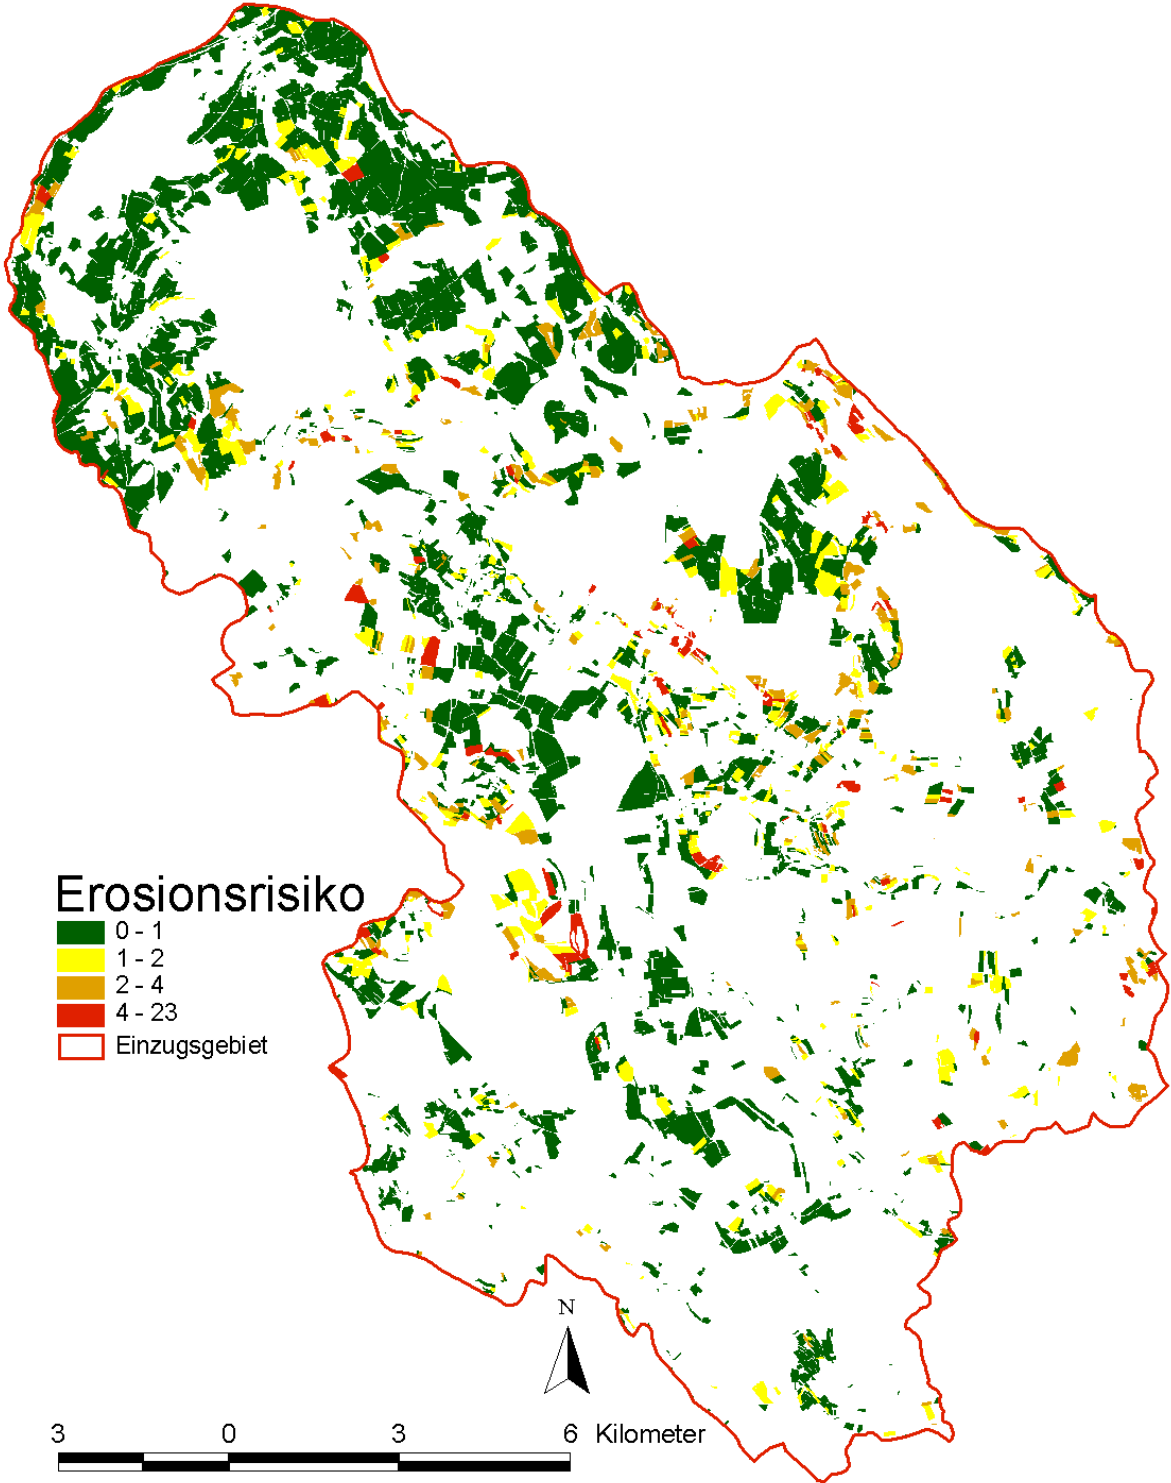 Erosionsrisiko
0 - 1
1 - 2
2 - 4
4 - 23
Einzugsgebiet
N
3 0 3 6 Kilometer